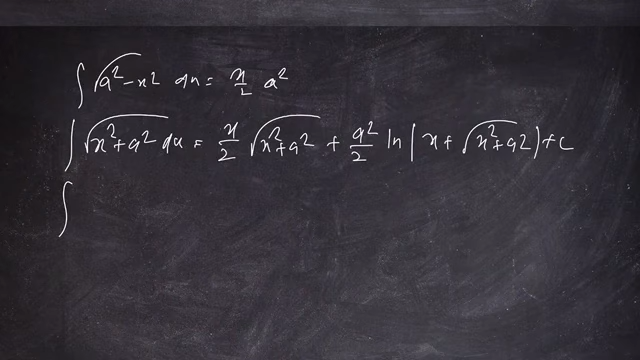 ∫ √a² - x² dx = x/2 a²
∫ √x² + a² dx = x/2 √x² + a² + a²/2 ln | x + √x² + a2 ) + c
∫